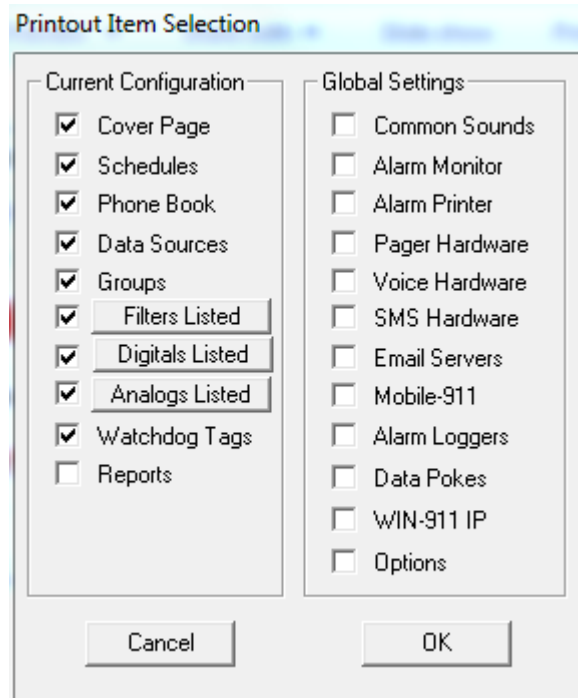 Printout Item Selection
Current Configuration
Cover Page
Schedules
Phone Book
Data Sources
Groups
Filters Listed
Digitals Listed
Analogs Listed
Watchdog Tags
Reports
Global Settings
Common Sounds
Alarm Monitor
Alarm Printer
Pager Hardware
Voice Hardware
SMS Hardware
Email Servers
Mobile-911
Alarm Loggers
Data Pokes
WIN-911 IP
Options
Cancel
OK